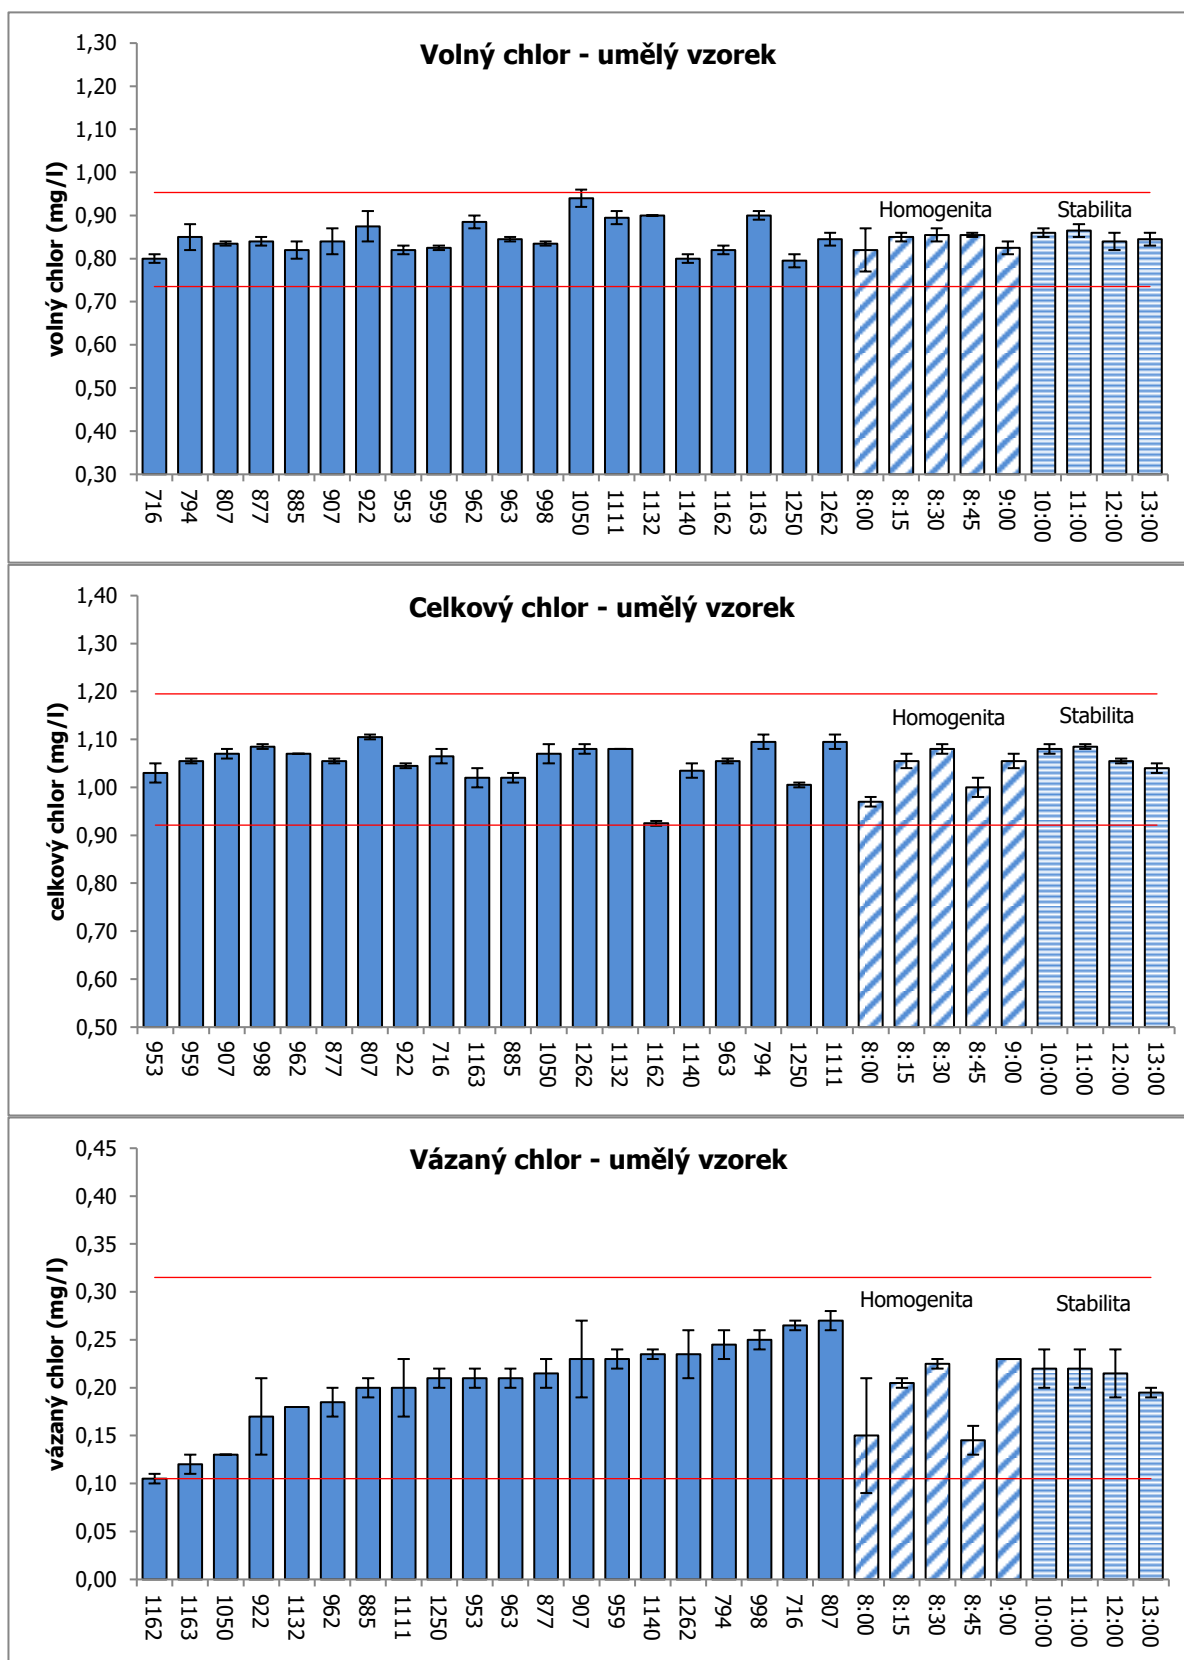 Volný chlor - umělý vzorek
volný chlor (mg/l)
1,30
1,20
1,10
1,00
0,90
0,80
0,70
0,60
0,50
0,40
0,30
Homogenita
Stabilita
716 794 807 877 885 907 922 953 959 962 963 998 1050 1111 1132 1140 1162 1163 1250 1262 8:00 8:15 8:30 8:45 9:00 10:00 11:00 12:00 13:00
Celkový chlor - umělý vzorek
celkový chlor (mg/l)
1,40
1,30
1,20
1,10
1,00
0,90
0,80
0,70
0,60
0,50
Homogenita
Stabilita
953 959 907 998 962 877 807 922 716 1163 885 1050 1262 1132 1162 1140 963 794 1250 1111 8:00 8:15 8:30 8:45 9:00 10:00 11:00 12:00 13:00
Vázaný chlor - umělý vzorek
vázaný chlor (mg/l)
0,45
0,40
0,35
0,30
0,25
0,20
0,15
0,10
0,05
0,00
Homogenita
Stabilita
1162 1163 1050 922 1132 962 885 1111 1250 953 963 877 907 959 1140 1262 794 998 716 807 8:00 8:15 8:30 8:45 9:00 10:00 11:00 12:00 13:00